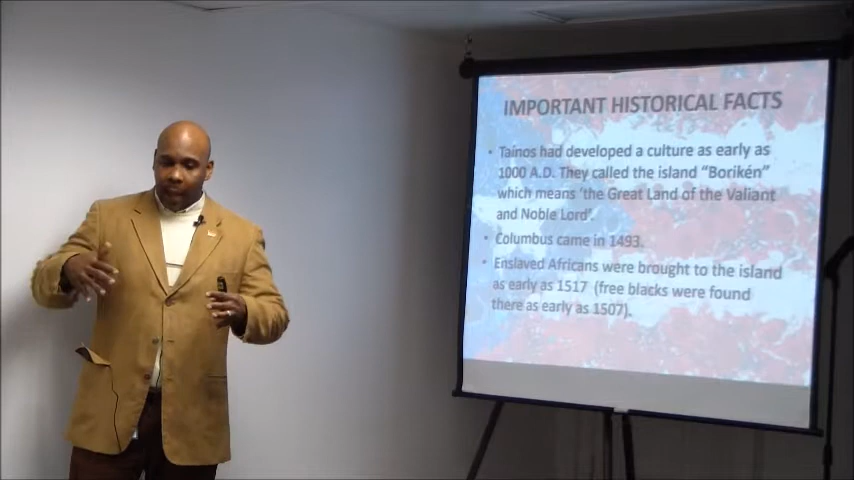 IMPORTANT HISTORICAL FACTS
• Taínos had developed a culture as early as
1000 A.D. They called the island "Borikén"
which means 'the Great Land of the Valiant
and Noble Lord'.
• Columbus came in 1493.
• Enslaved Africans were brought to the island
as early as 1517 (free blacks were found
there as early as 1507).